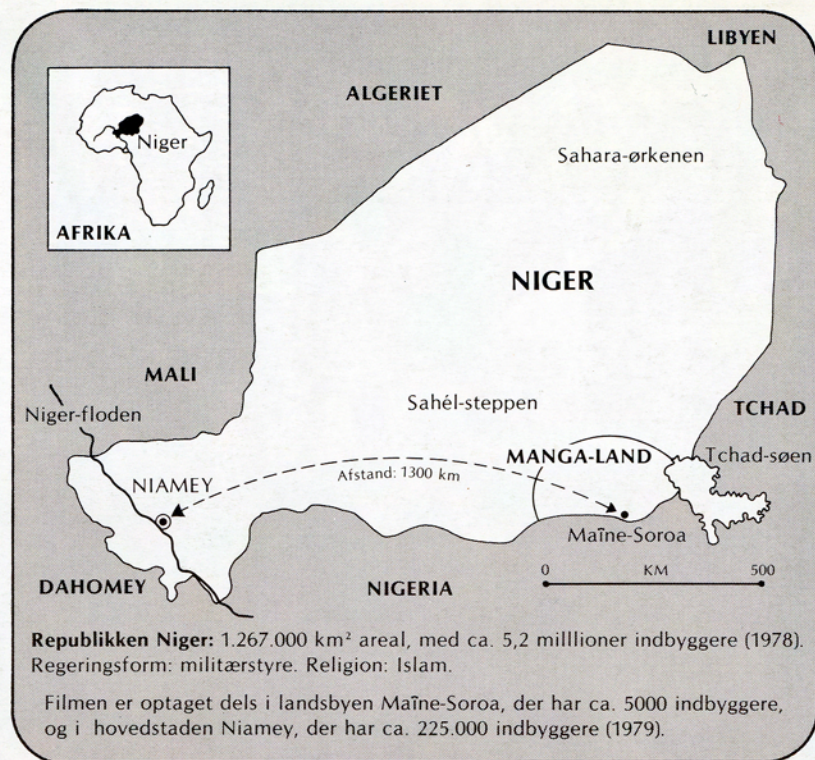 LIBYEN
ALGERIET
Niger
Sahara-ørkenen
AFRIKA
NIGER
MALI
Niger-floden
Sahél-steppen
TCHAD
MANGA-LAND
Tchad-søen
NIAMEY
Afstand: 1300 km
Maîne-Soroa
0 KM 500
DAHOMEY
NIGERIA
Republikken Niger: 1.267.000 km² areal, med ca. 5,2 milllioner indbyggere (1978).
Regeringsform: militærstyre. Religion: Islam.
Filmen er optaget dels i landsbyen Maîne-Soroa, der har ca. 5000 indbyggere,
og i hovedstaden Niamey, der har ca. 225.000 indbyggere (1979).